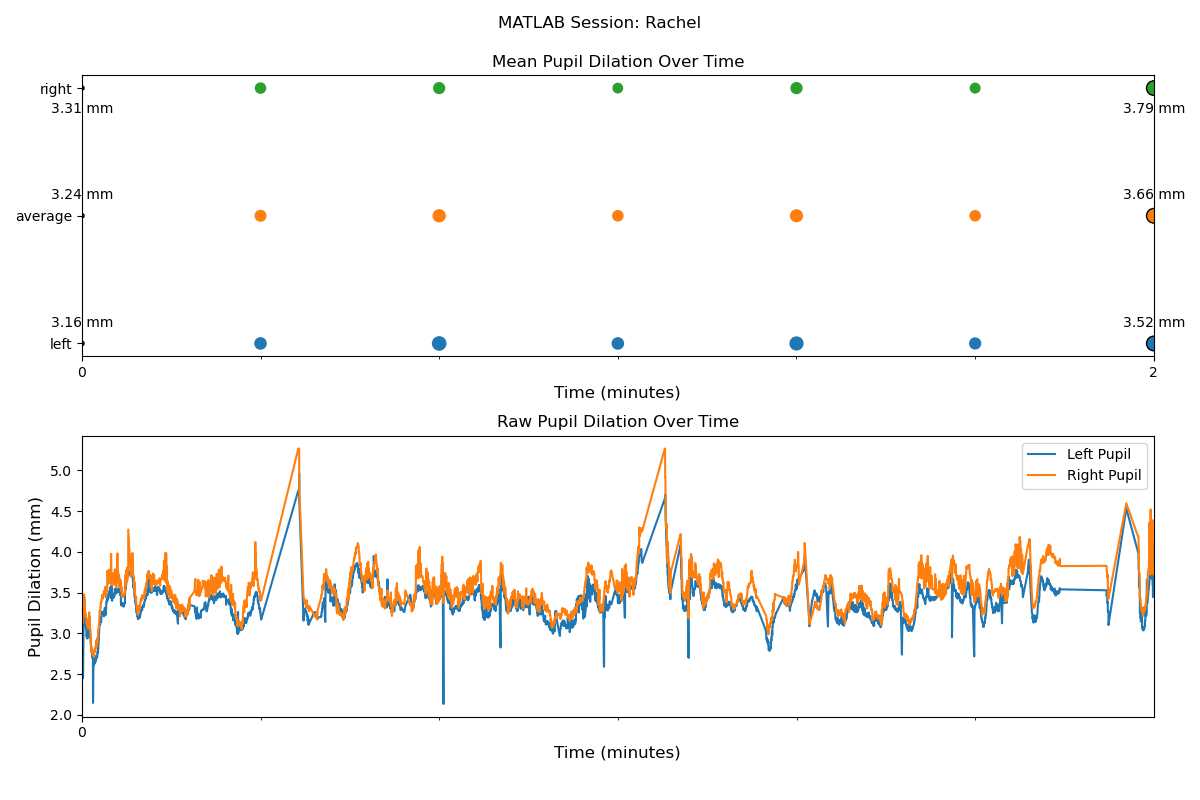 MATLAB Session: Rachel
Mean Pupil Dilation Over Time
right
3.31 mm
3.79 mm
3.24 mm
3.66 mm
average
3.16 mm
3.52 mm
left
0
2
Time (minutes)
Raw Pupil Dilation Over Time
Left Pupil
Right Pupil
5.0
4.5
4.0
3.5
3.0
2.5
2.0
Pupil Dilation (mm)
0
Time (minutes)